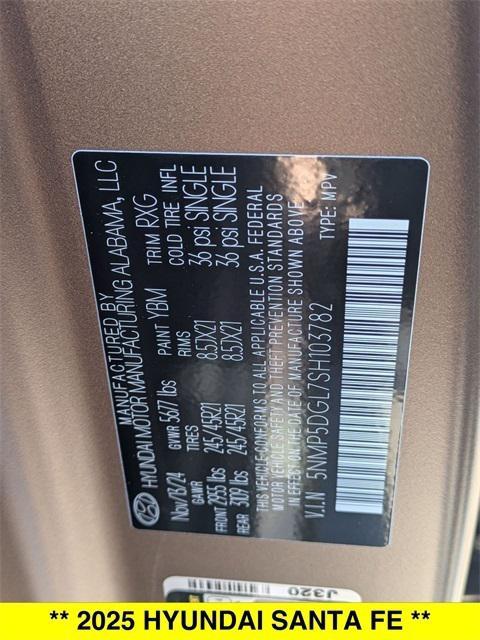 MANUFACTURED BY
HYUNDAI MOTOR MANUFACTURING ALABAMA, LLC
Nov/13/24 GVWR 5677 lbs PAINT YBM TRIM RXG
GAWR TIRES RIMS COLD TIRE INFL
FRONT 2955 lbs 245/45R21 8.5JX21 36 psi SINGLE
REAR 3009 lbs 245/45R21 8.5JX21 36 psi SINGLE
THIS VEHICLE CONFORMS TO ALL APPLICABLE U.S.A. FEDERAL
MOTOR VEHICLE SAFETY AND THEFT PREVENTION STANDARDS
IN EFFECT ON THE DATE OF MANUFACTURE SHOWN ABOVE
V.I.N 5NMP5DGL7SH103782 TYPE: MPV
J320
** 2025 HYUNDAI SANTA FE **